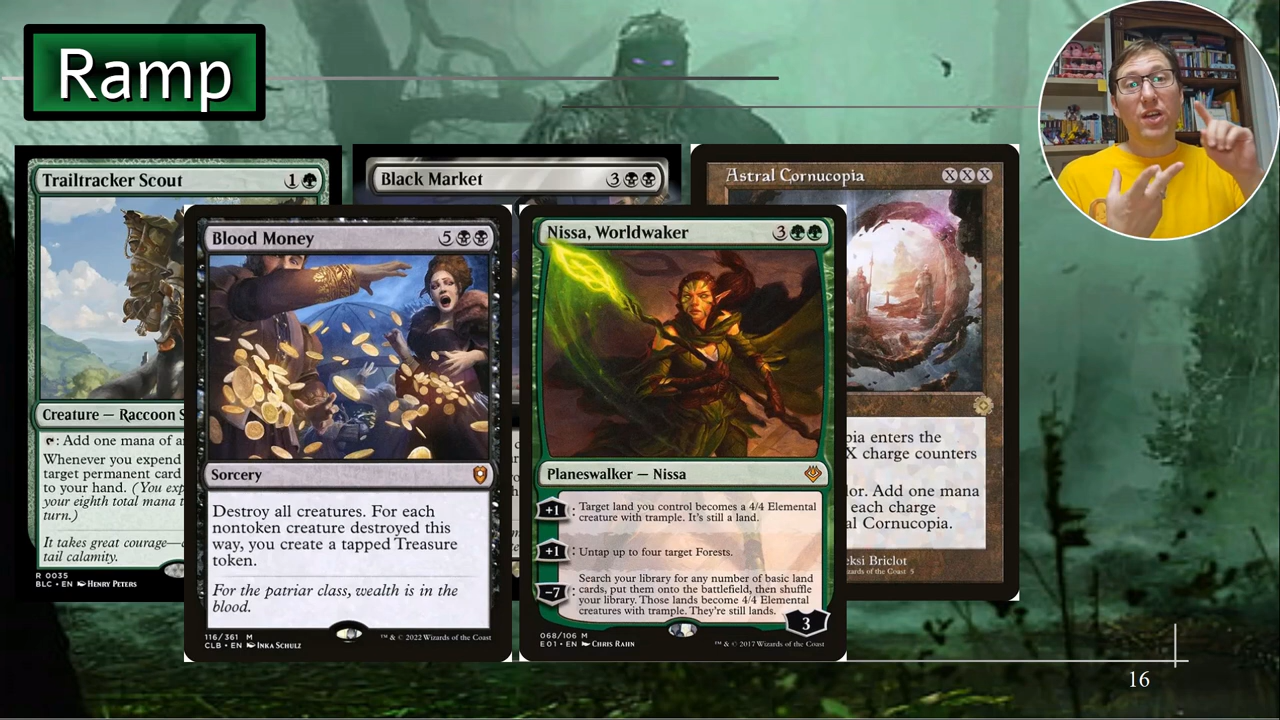 Ramp
Trailtracker Scout 1
Creature — Raccoon S
: Add one mana of a
Whenever you expend
target permanent card
to your hand. (You exp
your eighth total mana t
turn.)
It takes great courage—
tail calamity.
R 0035
BLC • EN HENRY PETERS
Black Market 3
Blood Money 5
Sorcery
Destroy all creatures. For each
nontoken creature destroyed this
way, you create a tapped Treasure
token.
For the patriar class, wealth is in the
blood.
116/361 M
CLB • EN INKA SCHULZ
™ & © 2022 Wizards of the Coast
Nissa, Worldwaker 3
Planeswalker — Nissa
+1: Target land you control becomes a 4/4 Elemental
creature with trample. It's still a land.
+1: Untap up to four target Forests.
−7: Search your library for any number of basic land
cards, put them onto the battlefield, then shuffle
your library. Those lands become 4/4 Elemental
creatures with trample. They're still lands.
3
068/106 M
E01 • EN CHRIS RAHN
™ & © 2017 Wizards of the Coast
Astral Cornucopia X X X
pia enters the
X charge counters
lor. Add one mana
each charge
al Cornucopia.
eksi Briclot
zards of the Coast
16